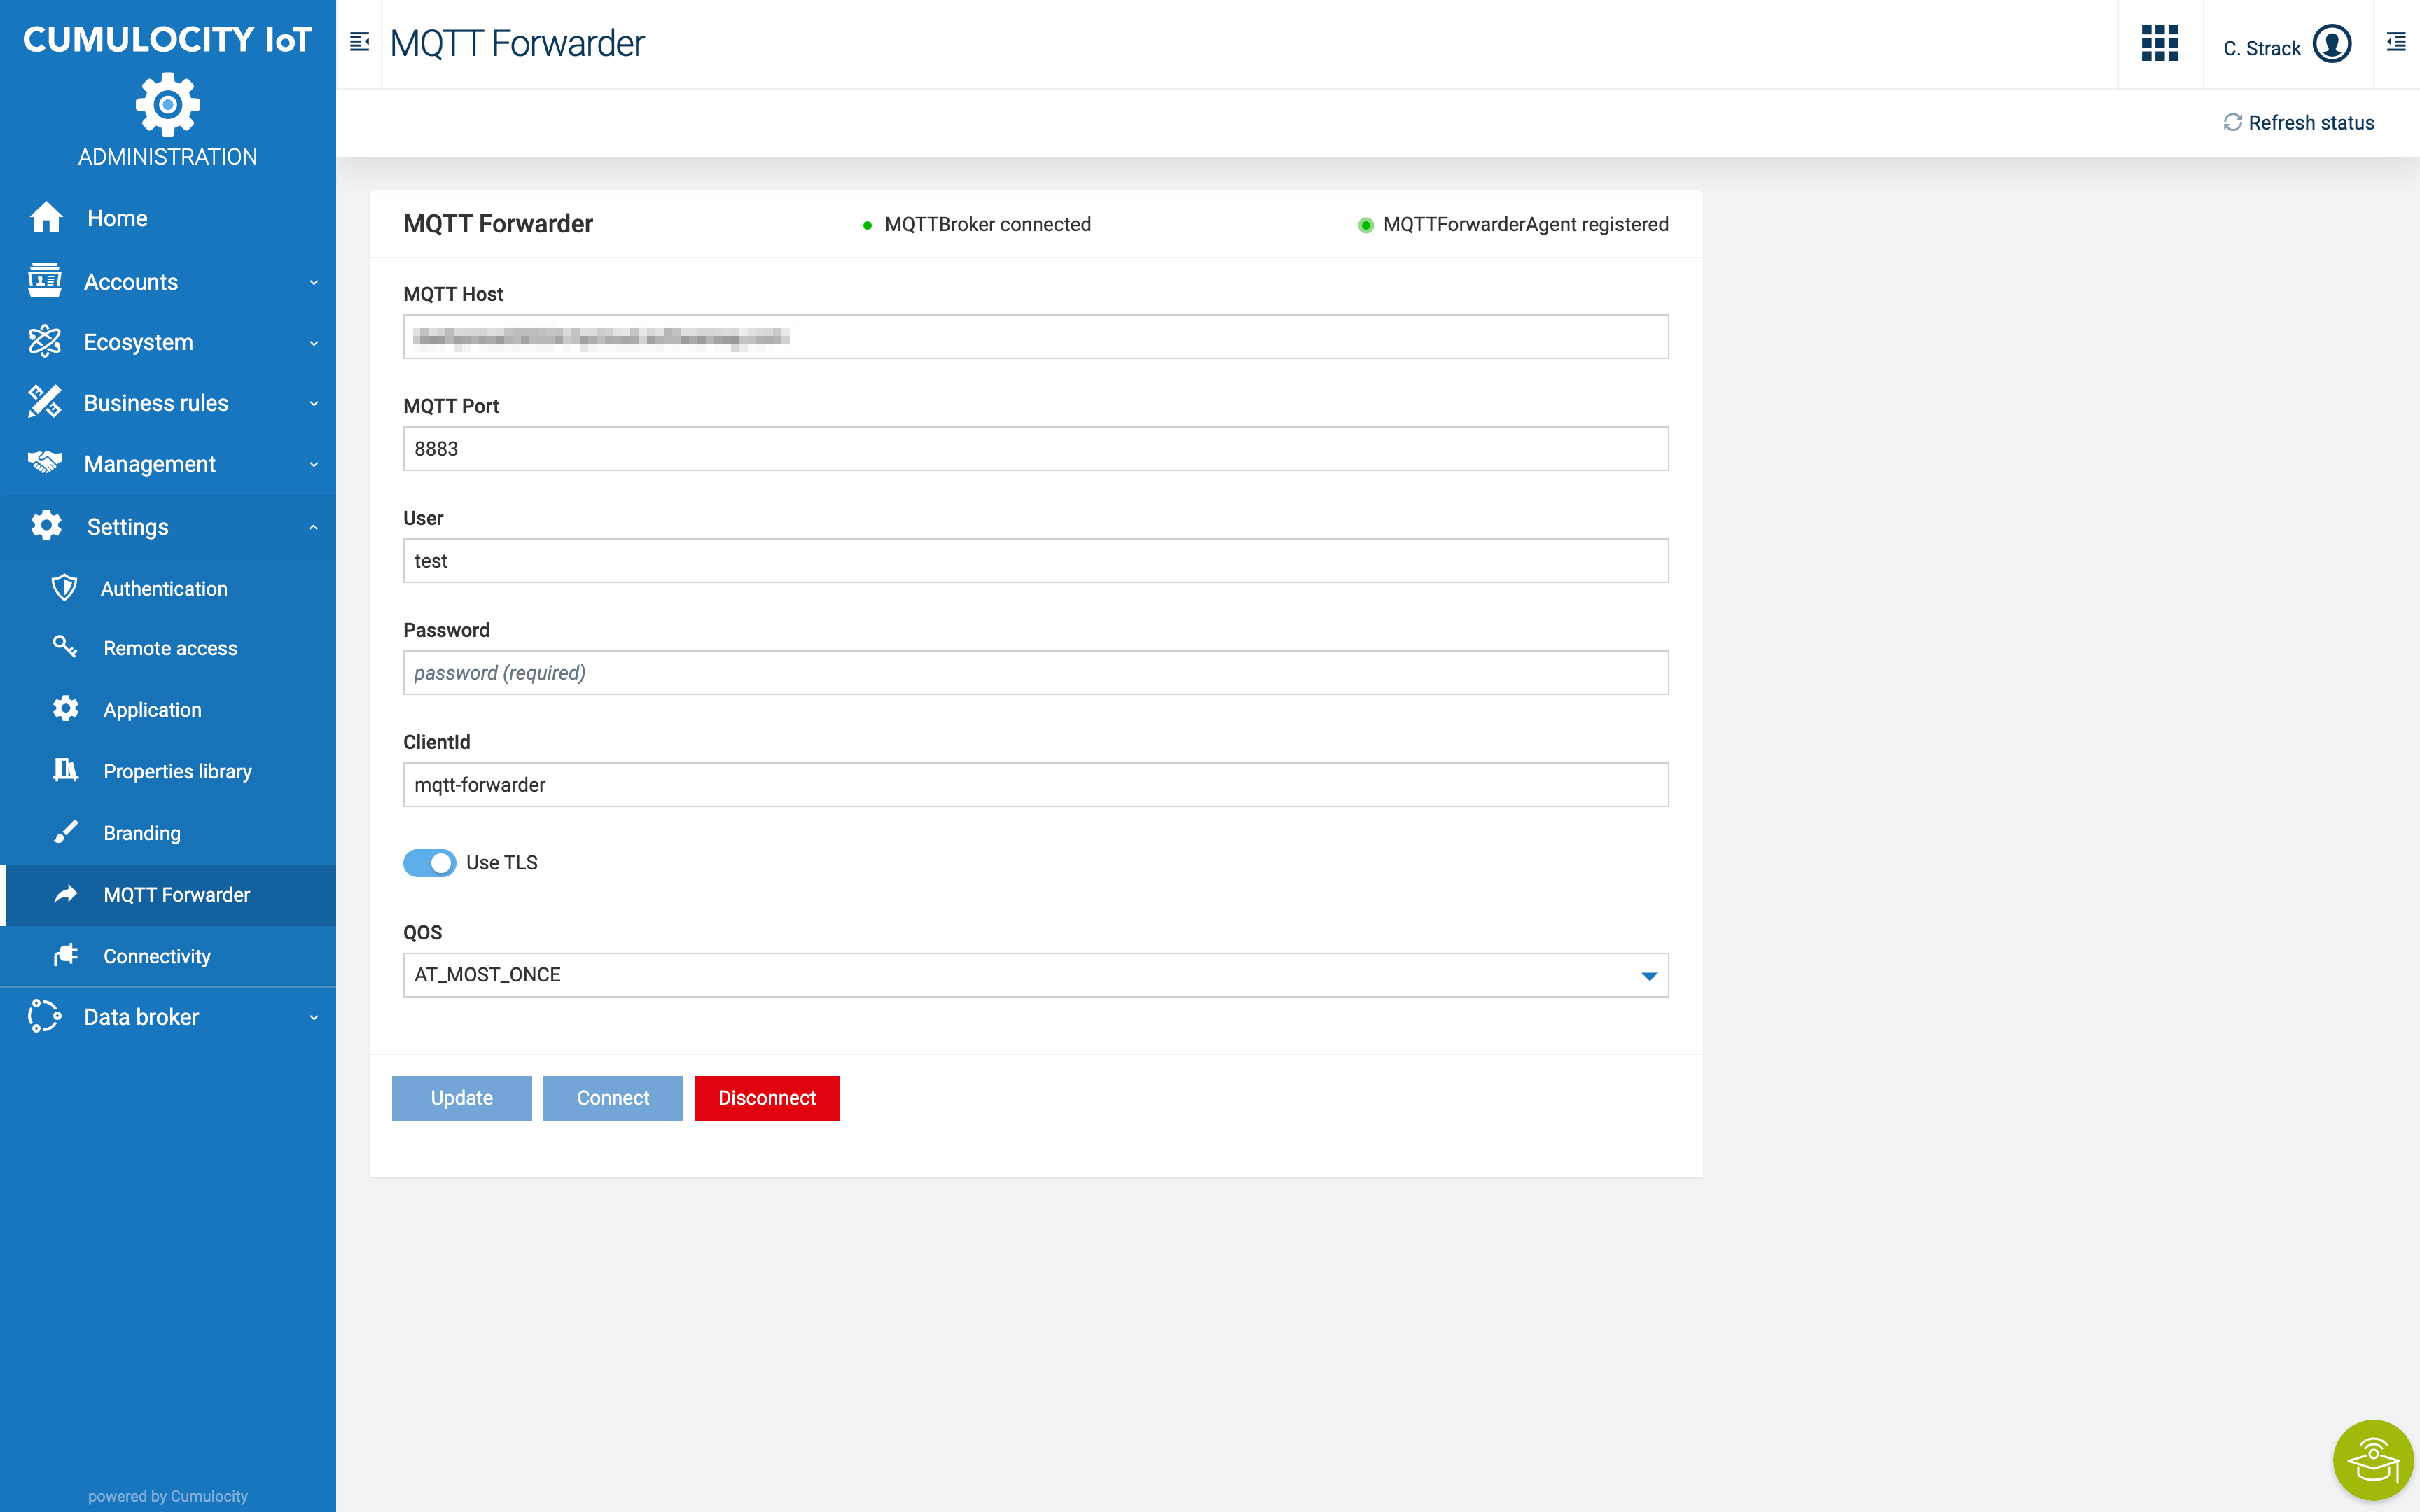 CUMULOCITY IoT
ADMINISTRATION
Home
Accounts
Ecosystem
Business rules
Management
Settings
Authentication
Remote access
Application
Properties library
Branding
MQTT Forwarder
Connectivity
Data broker
powered by Cumulocity
MQTT Forwarder
C. Strack
Refresh status
MQTT Forwarder
MQTTBroker connected
MQTTForwarderAgent registered
MQTT Host
MQTT Port
8883
User
test
Password
password (required)
ClientId
mqtt-forwarder
Use TLS
QOS
AT_MOST_ONCE
Update
Connect
Disconnect